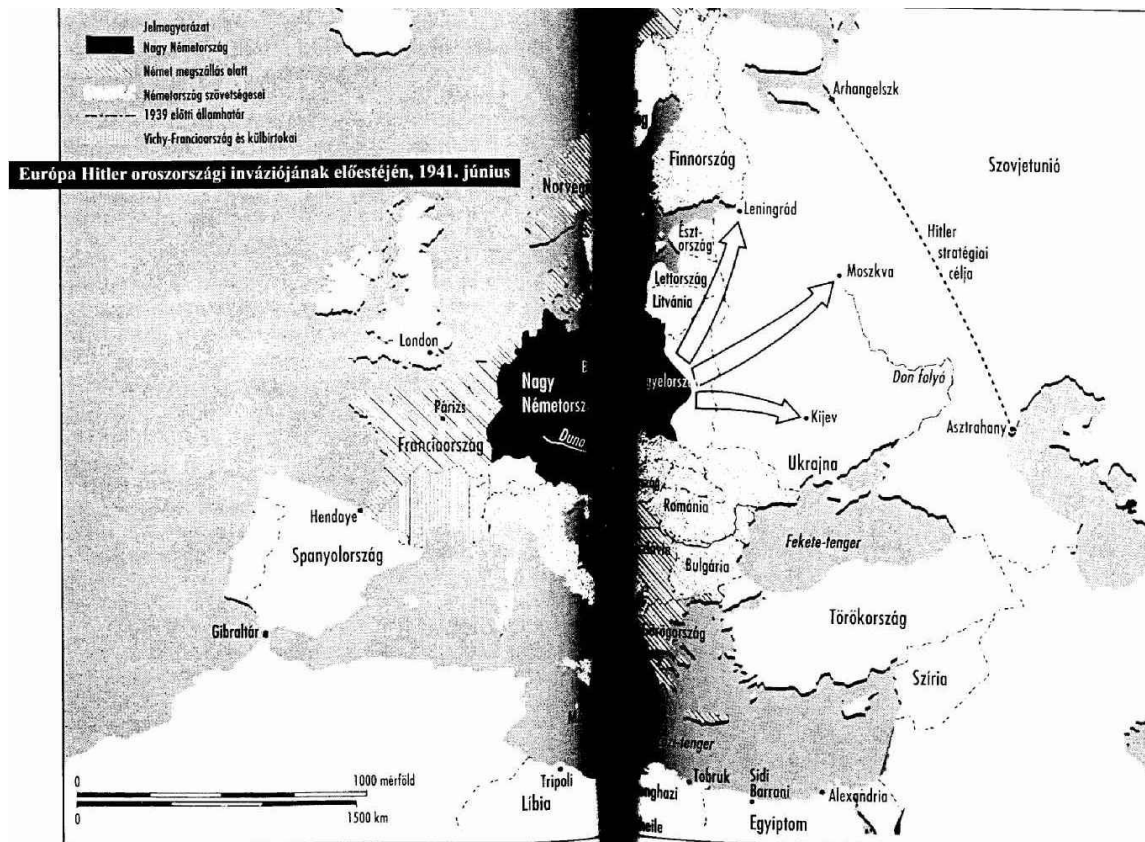 Jelmagyarázat
Nagy Németország
Német megszállás alatt
Németország szövetségesei
1939 előtti államhatár
Vichy-Franciaország és külbirtokai
Európa Hitler oroszországi inváziójának előestéjén, 1941. június
Arhangelszk
Finnország
Szovjetunió
Leningrád
Észt-
ország
Hitler
stratégiai
célja
Lettország
Moszkva
Litvánia
London
Nagy
Don folyó
Párizs
Kijev
Asztrahany
Franciaország
Duna
Ukrajna
Hendaye
Románia
Spanyolország
Fekete-tenger
Bulgária
Gibraltár
Törökország
Szíria
0
1000 mérföld
Tripoli
Tobruk
Sidi
Barrani
Alexandria
Líbia
0
1500 km
Egyiptom